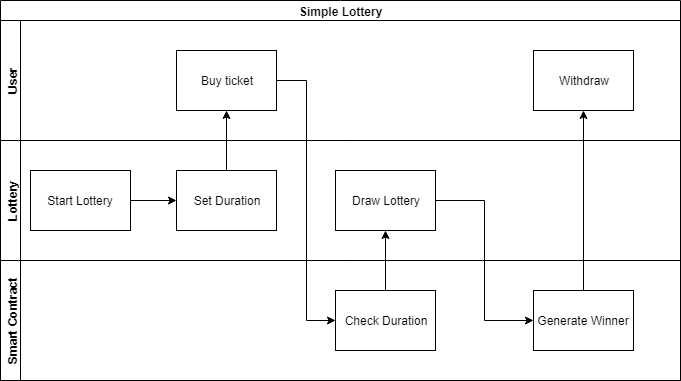 Simple Lottery
User
Buy ticket
Withdraw
Lottery
Start Lottery
Set Duration
Draw Lottery
Smart Contract
Check Duration
Generate Winner